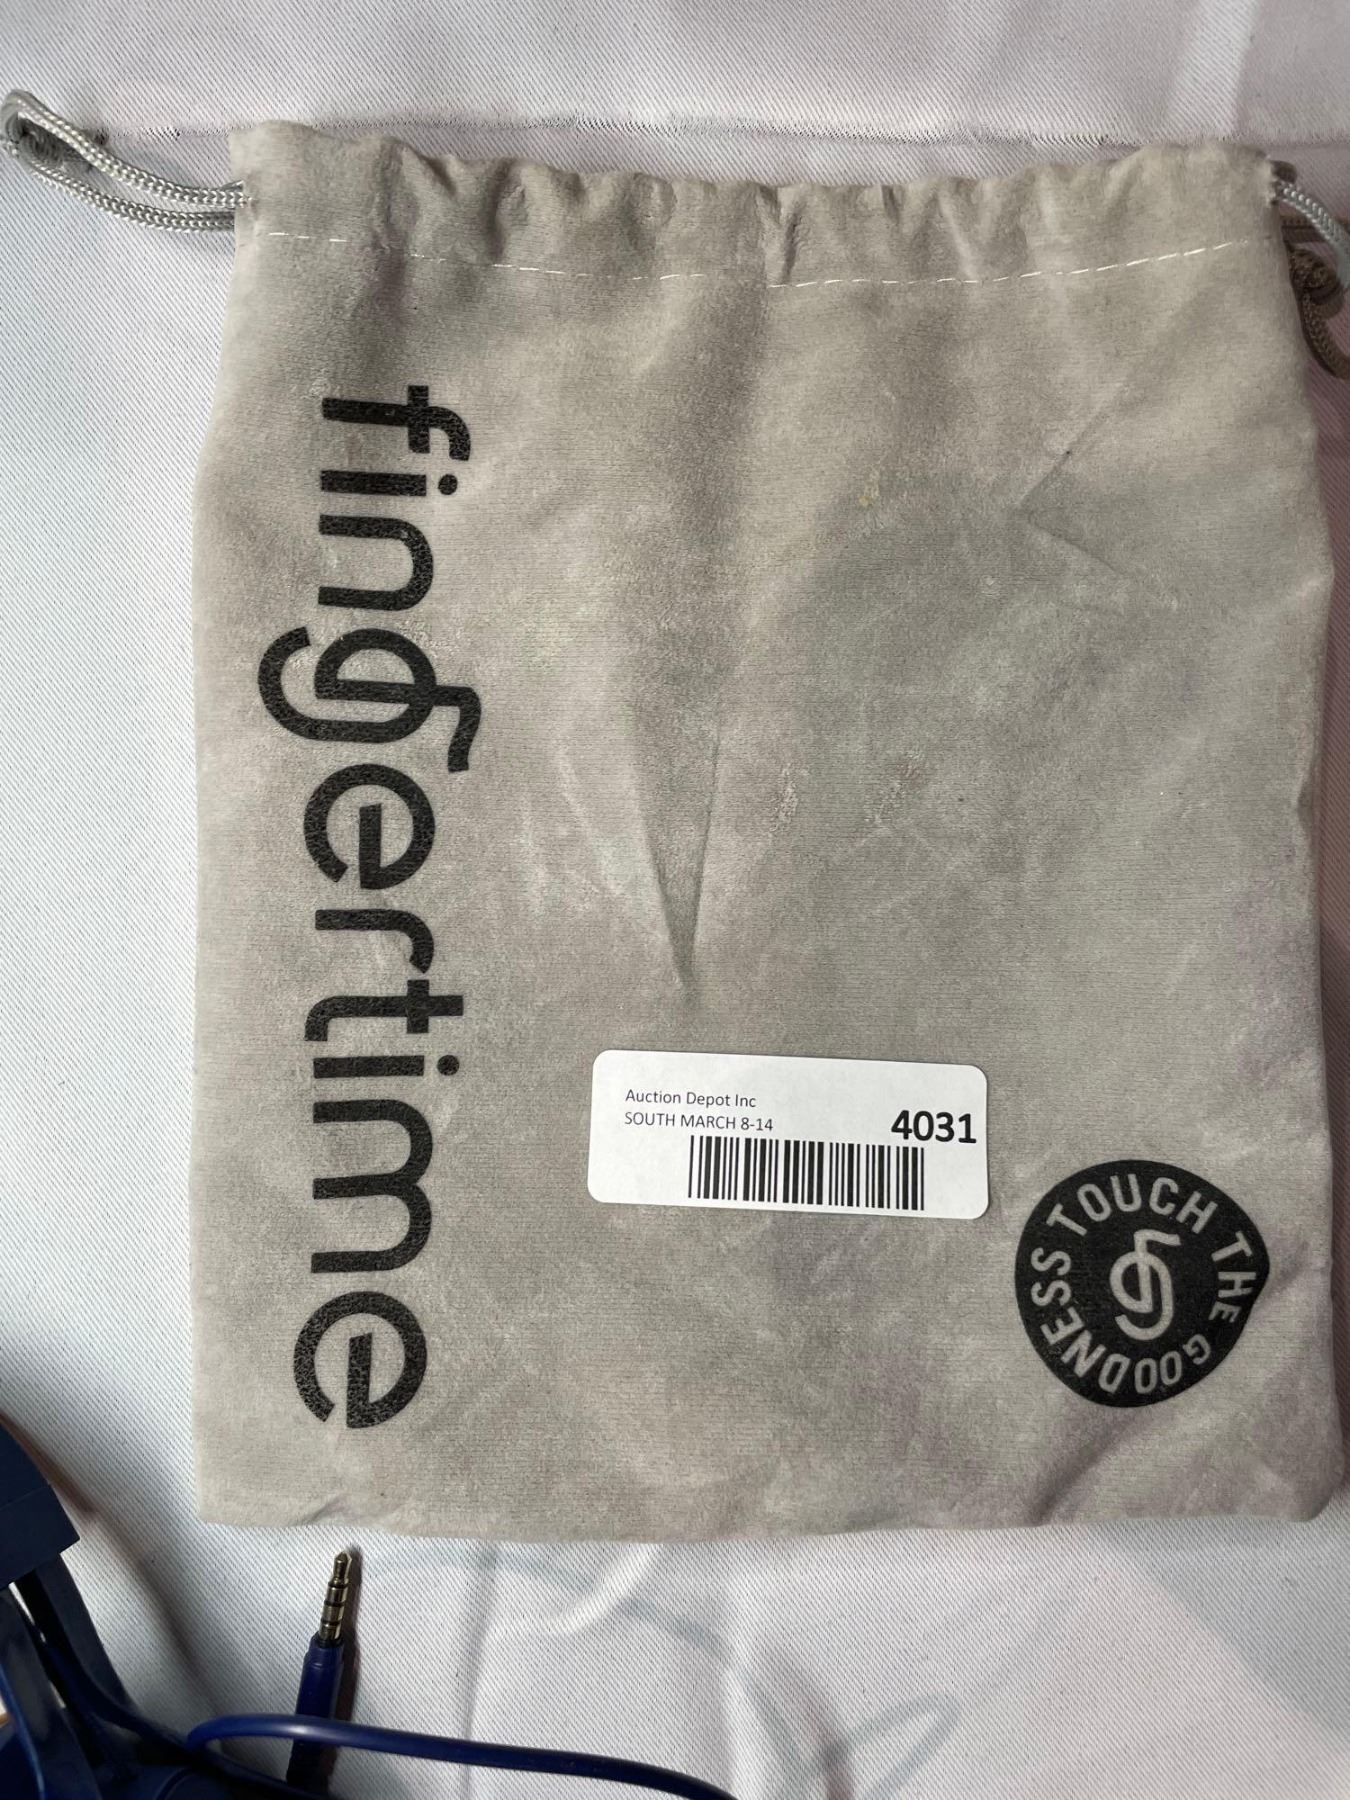 fingertime
Auction Depot Inc
SOUTH MARCH 8-14
4031
TOUCH THE GOODNESS